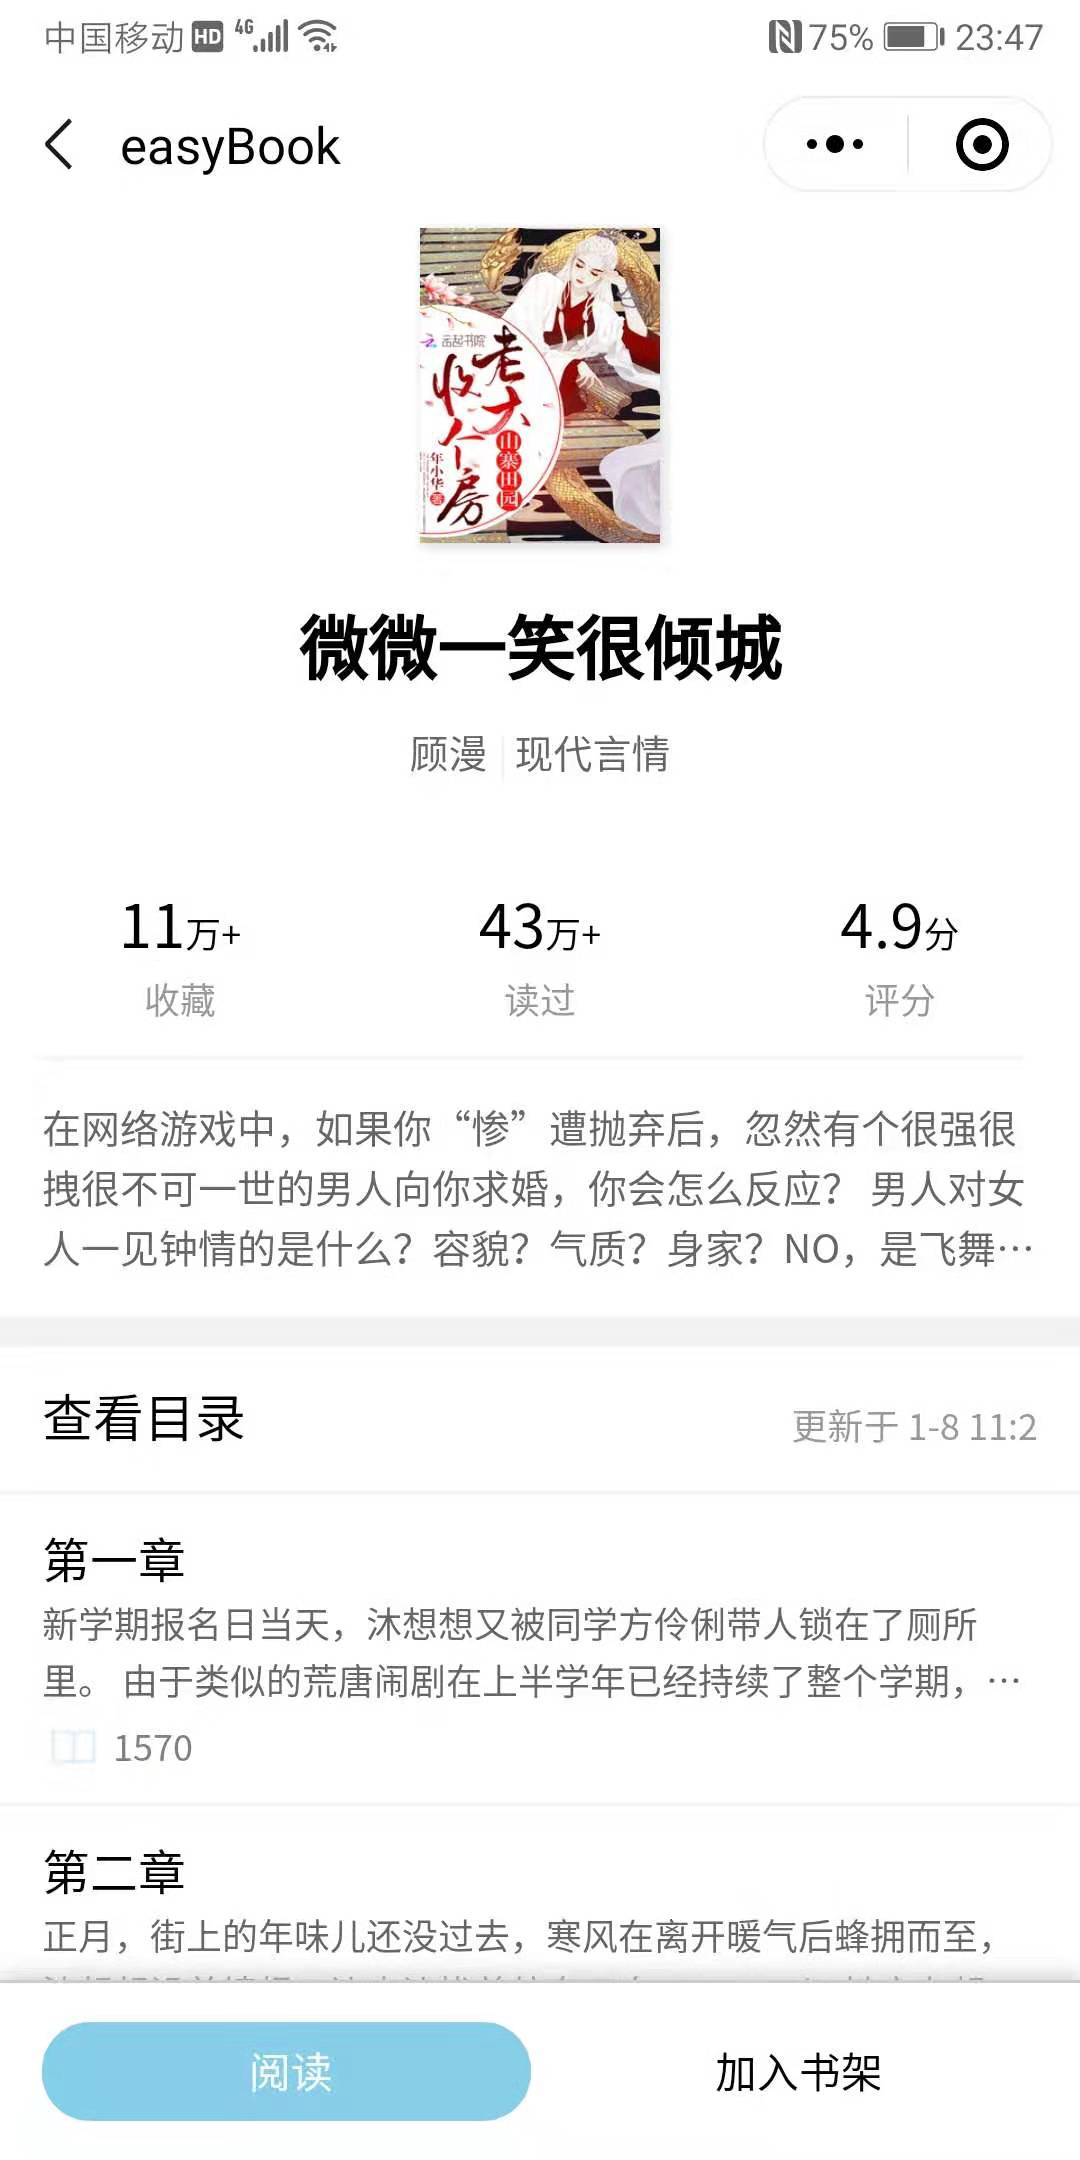 中国移动 HD 4G 75% 23:47
easyBook
云起书院
老大
收个房
山寨田园
年小华 著
微微一笑很倾城
顾漫 现代言情
11万+ 43万+ 4.9分
收藏 读过 评分
在网络游戏中，如果你“惨”遭抛弃后，忽然有个很强很
拽很不可一世的男人向你求婚，你会怎么反应？ 男人对女
人一见钟情的是什么？容貌？气质？身家？NO，是飞舞…
查看目录 更新于 1-8 11:2
第一章
新学期报名日当天，沐想想又被同学方伶俐带人锁在了厕所
里。 由于类似的荒唐闹剧在上半学年已经持续了整个学期，…
1570
第二章
正月，街上的年味儿还没过去，寒风在离开暖气后蜂拥而至，
阅读 加入书架